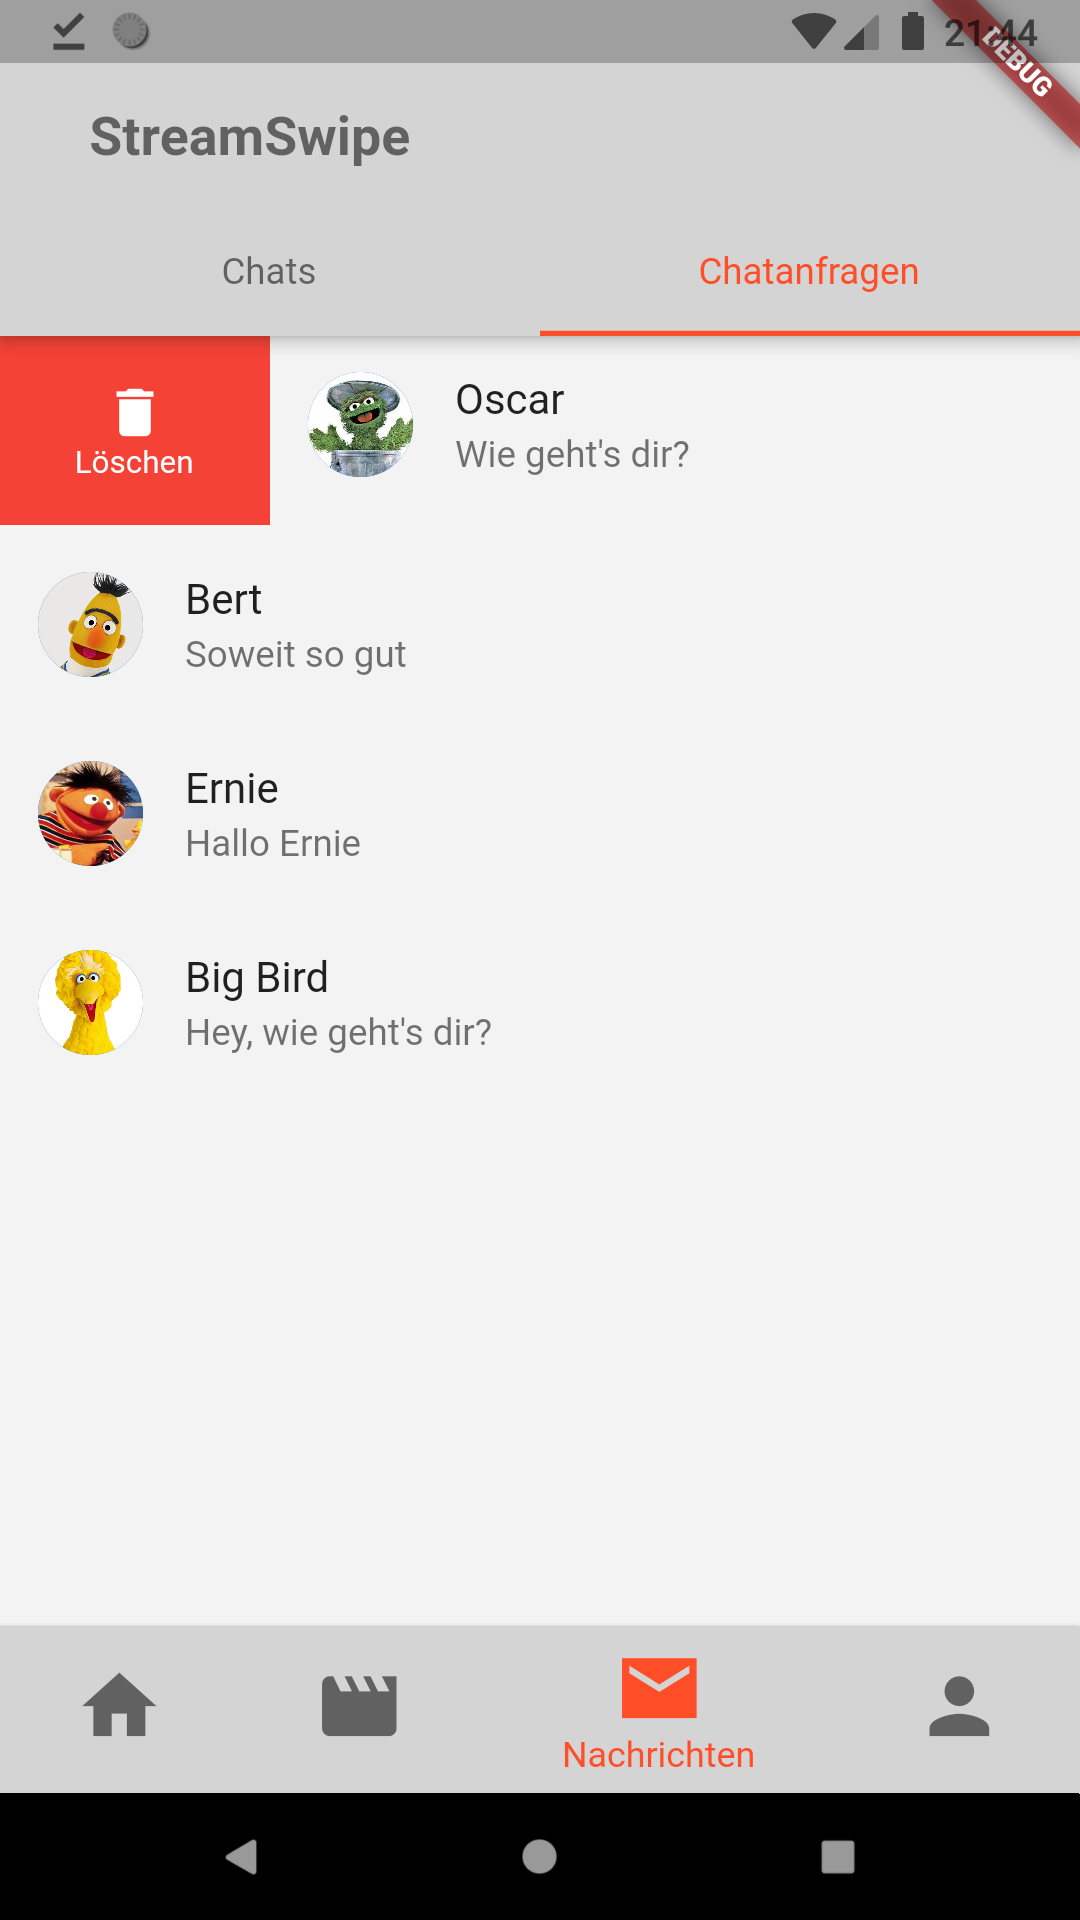 21:44
DEBUG
StreamSwipe
Chats
Chatanfragen
Löschen
Oscar
Wie geht's dir?
Bert
Soweit so gut
Ernie
Hallo Ernie
Big Bird
Hey, wie geht's dir?
Nachrichten